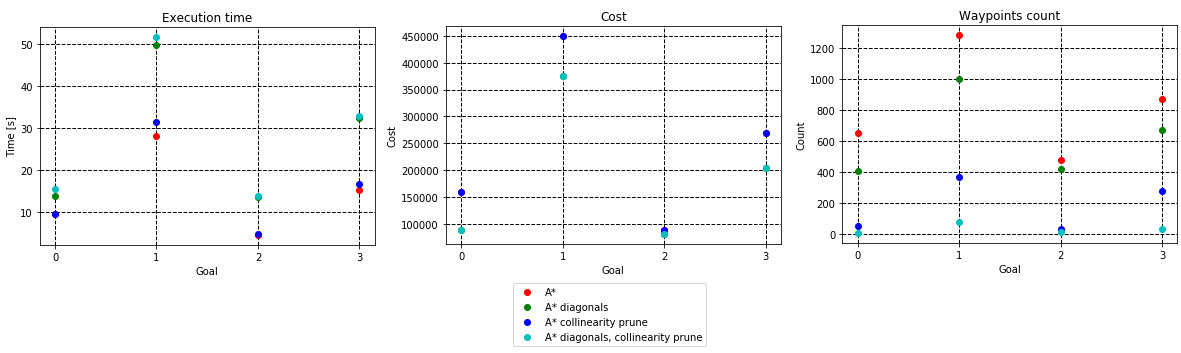 Execution time
Time [s]
50
40
30
20
10
0
1
2
3
Goal
Cost
Cost
450000
400000
350000
300000
250000
200000
150000
100000
0
1
2
3
Goal
Waypoints count
Count
1200
1000
800
600
400
200
0
0
1
2
3
Goal
A*
A* diagonals
A* collinearity prune
A* diagonals, collinearity prune